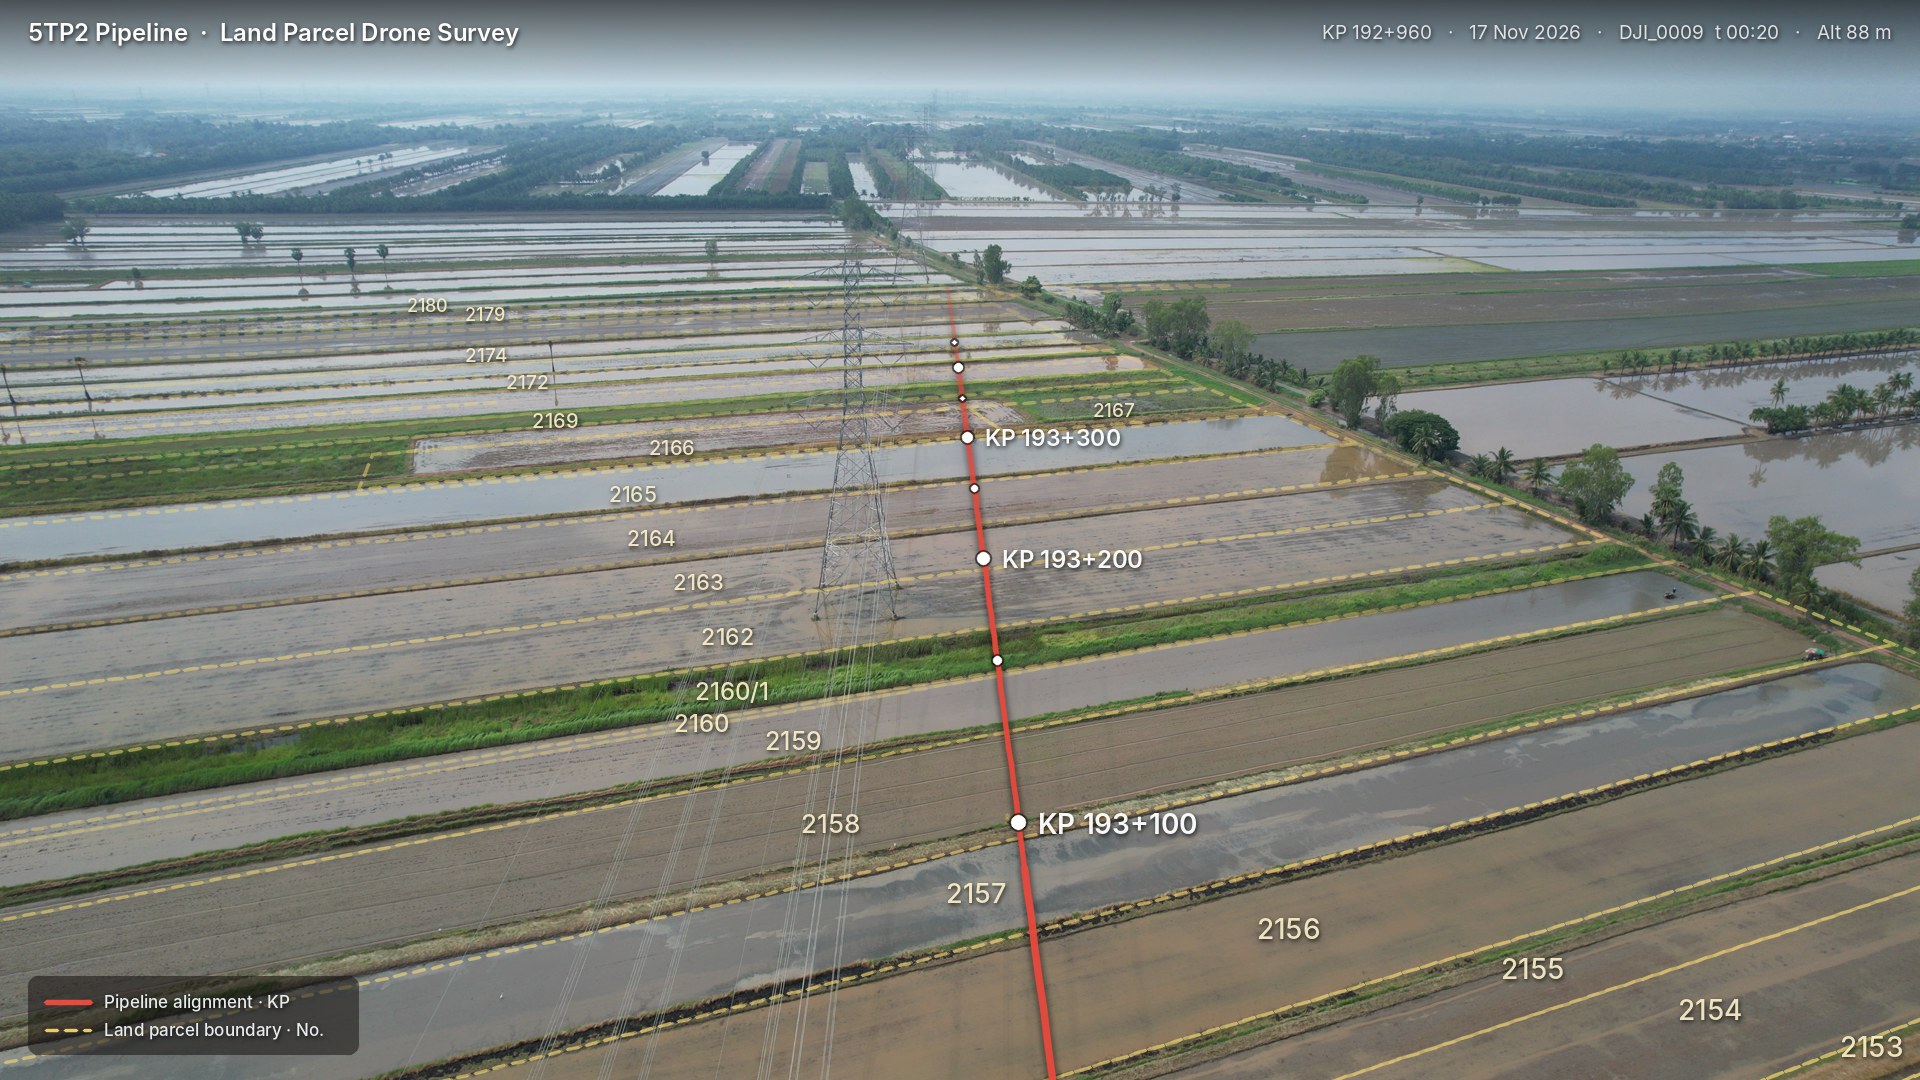 5TP2 Pipeline · Land Parcel Drone Survey
KP 192+960 · 17 Nov 2026 · DJI_0009 t 00:20 · Alt 88 m
2180
2179
2174
2172
2167
2169
KP 193+300
2166
2165
2164
KP 193+200
2163
2162
2160/1
2160
2159
KP 193+100
2158
2157
2156
2155
2154
2153
Pipeline alignment · KP
Land parcel boundary · No.